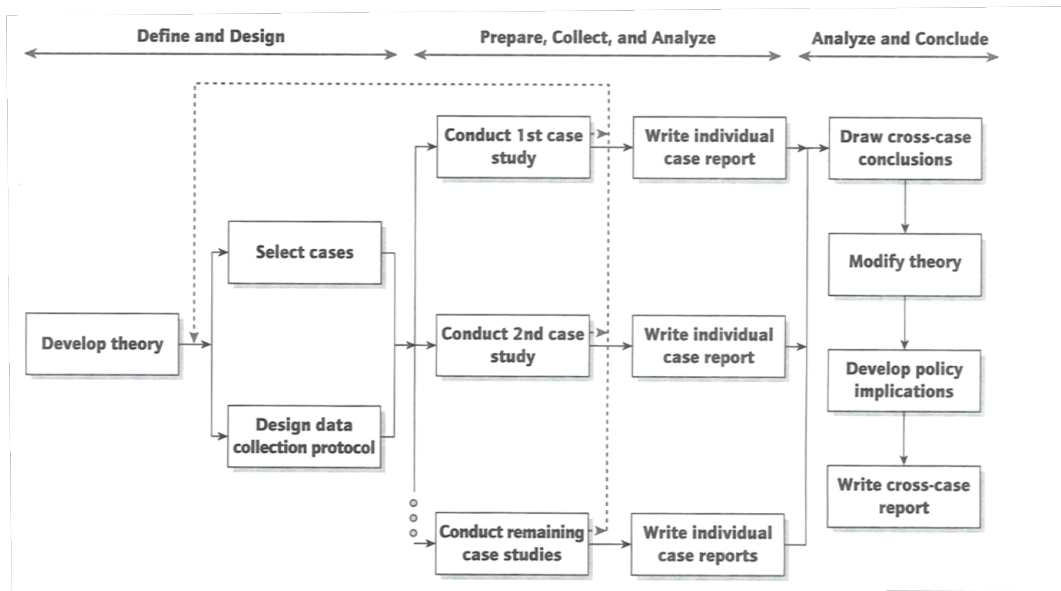 Define and Design
Prepare, Collect, and Analyze
Analyze and Conclude
Conduct 1st case
study
Write individual
case report
Draw cross-case
conclusions
Select cases
Modify theory
Develop theory
Conduct 2nd case
study
Write individual
case report
Develop policy
implications
Design data
collection protocol
Write cross-case
report
Conduct remaining
case studies
Write individual
case reports